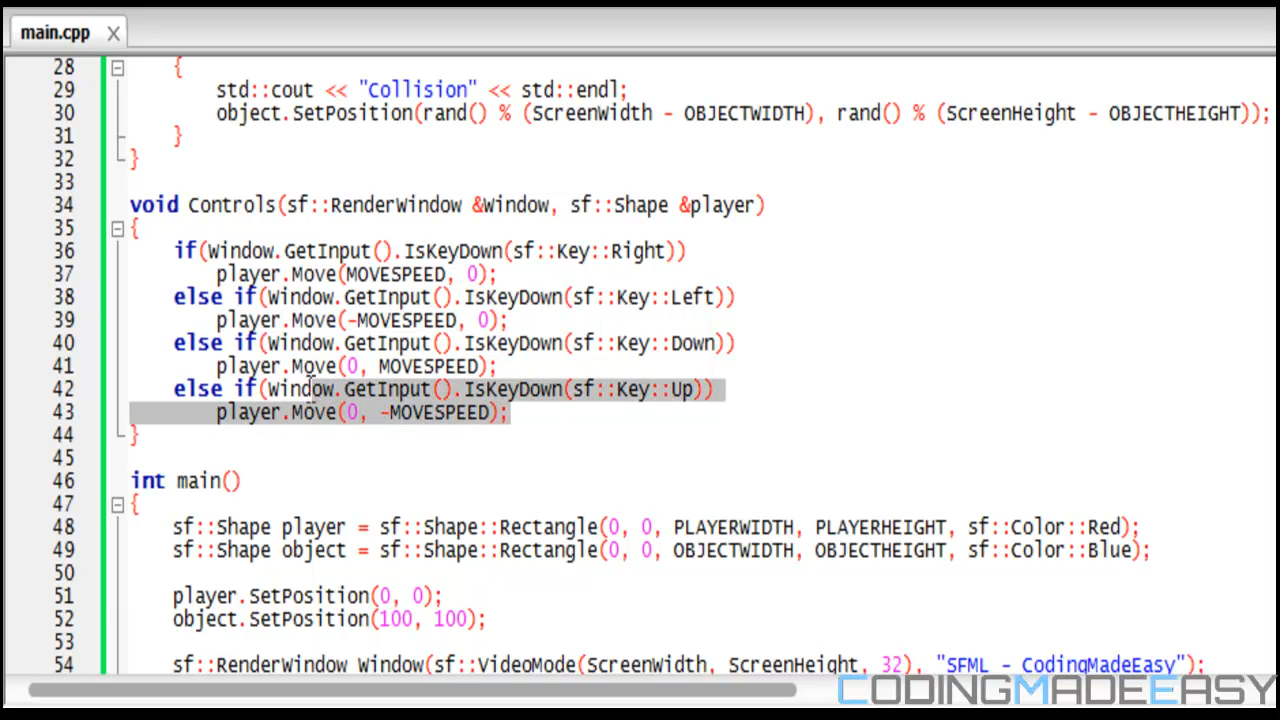 main.cpp
28 {
29 std::cout << "Collision" << std::endl;
30 object.SetPosition(rand() % (ScreenWidth - OBJECTWIDTH), rand() % (ScreenHeight - OBJECTHEIGHT));
31 }
32 }
33
34 void Controls(sf::RenderWindow &Window, sf::Shape &player)
35 {
36 if(Window.GetInput().IsKeyDown(sf::Key::Right))
37 player.Move(MOVESPEED, 0);
38 else if(Window.GetInput().IsKeyDown(sf::Key::Left))
39 player.Move(-MOVESPEED, 0);
40 else if(Window.GetInput().IsKeyDown(sf::Key::Down))
41 player.Move(0, MOVESPEED);
42 else if(Window.GetInput().IsKeyDown(sf::Key::Up))
43 player.Move(0, -MOVESPEED);
44 }
45
46 int main()
47 {
48 sf::Shape player = sf::Shape::Rectangle(0, 0, PLAYERWIDTH, PLAYERHEIGHT, sf::Color::Red);
49 sf::Shape object = sf::Shape::Rectangle(0, 0, OBJECTWIDTH, OBJECTHEIGHT, sf::Color::Blue);
50
51 player.SetPosition(0, 0);
52 object.SetPosition(100, 100);
53
54 sf::RenderWindow Window(sf::VideoMode(ScreenWidth, ScreenHeight, 32), "SFML - CodingMadeEasy");
CODINGMADEEASY